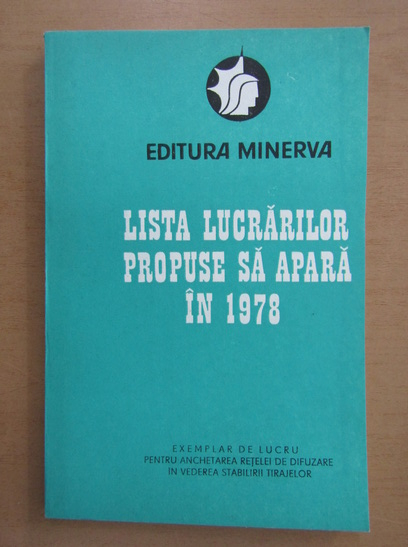 EDITURA MINERVA
LISTA LUCRĂRILOR
PROPUSE SĂ APARĂ
ÎN 1978
EXEMPLAR DE LUCRU
PENTRU ANCHETAREA REȚELEI DE DIFUZARE
ÎN VEDEREA STABILIRII TIRAJELOR